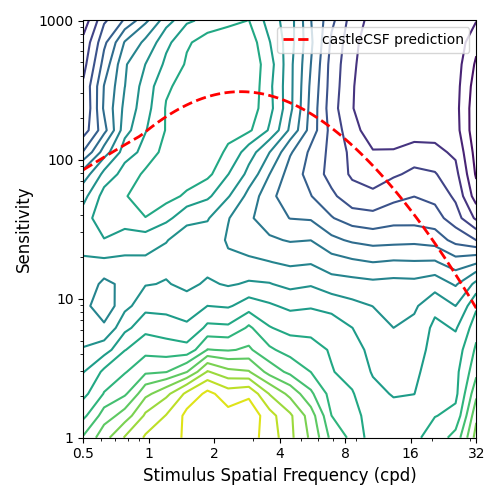 1000
castleCSF prediction
100
10
1
Sensitivity
0.5 1 2 4 8 16 32
Stimulus Spatial Frequency (cpd)